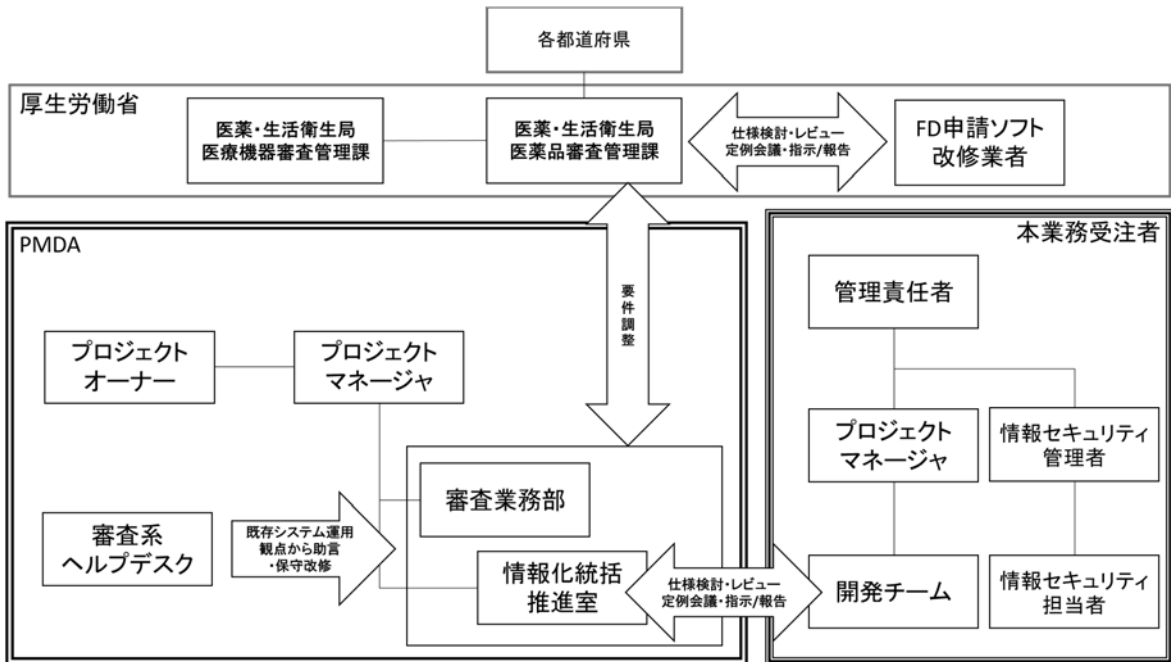 各都道府県
厚生労働省
医薬・生活衛生局
医療機器審査管理課
医薬・生活衛生局
医薬品審査管理課
仕様検討・レビュー
定例会議・指示/報告
FD申請ソフト
改修業者
PMDA
要件調整
プロジェクト
オーナー
プロジェクト
マネージャ
審査業務部
審査系
ヘルプデスク
既存システム運用
観点から助言
・保守改修
情報化統括
推進室
仕様検討・レビュー
定例会議・指示/報告
本業務受注者
管理責任者
プロジェクト
マネージャ
情報セキュリティ
管理者
開発チーム
情報セキュリティ
担当者